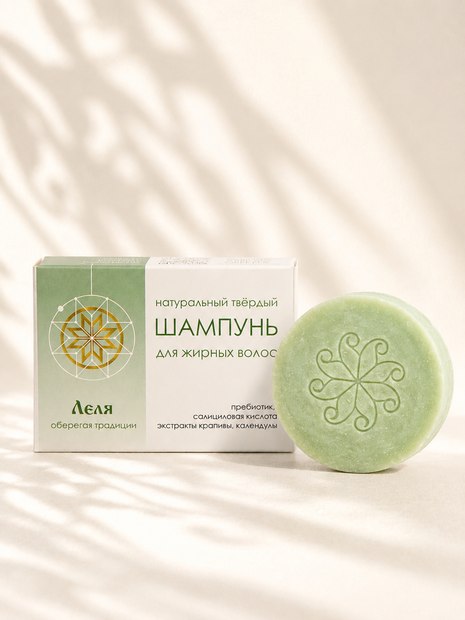 натуральный твёрдый
ШАМПУНЬ
для жирных волос
Леля
оберегая традиции
пребиотик,
салициловая кислота
экстракты крапивы, календулы